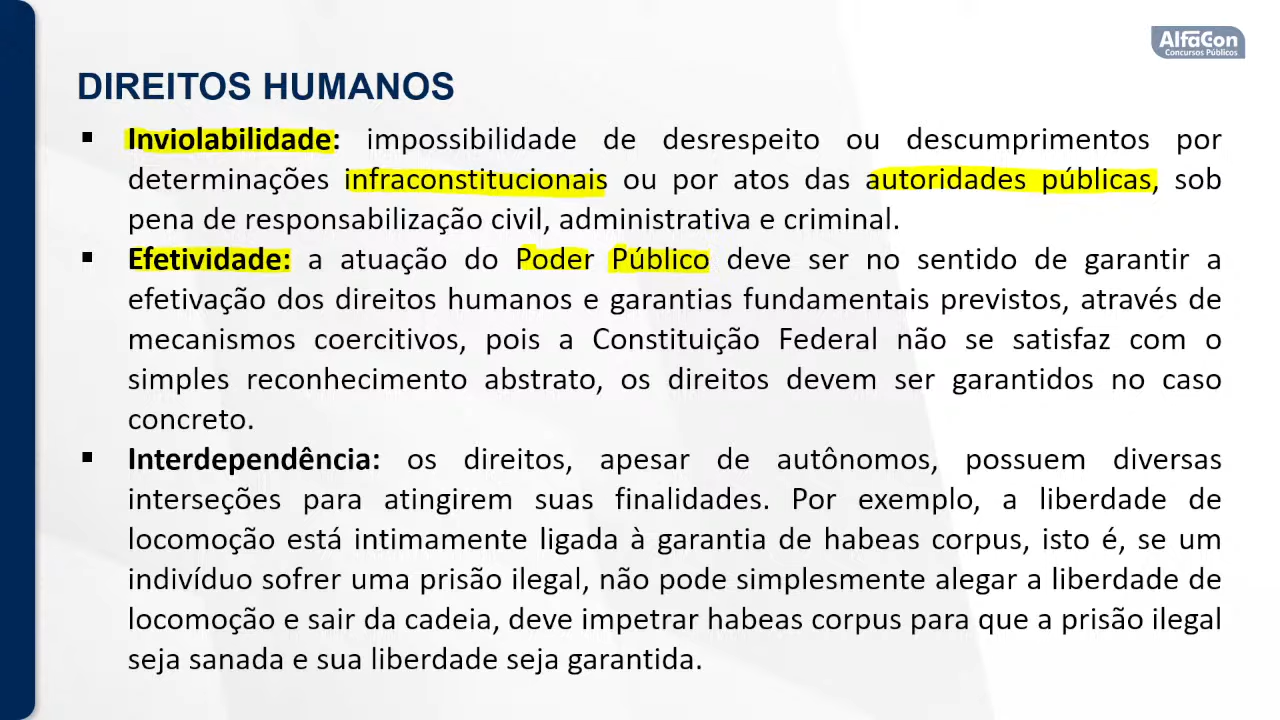 AlfaCon
Concursos Públicos
DIREITOS HUMANOS
▪ Inviolabilidade: impossibilidade de desrespeito ou descumprimentos por
determinações infraconstitucionais ou por atos das autoridades públicas, sob
pena de responsabilização civil, administrativa e criminal.
▪ Efetividade: a atuação do Poder Público deve ser no sentido de garantir a
efetivação dos direitos humanos e garantias fundamentais previstos, através de
mecanismos coercitivos, pois a Constituição Federal não se satisfaz com o
simples reconhecimento abstrato, os direitos devem ser garantidos no caso
concreto.
▪ Interdependência: os direitos, apesar de autônomos, possuem diversas
interseções para atingirem suas finalidades. Por exemplo, a liberdade de
locomoção está intimamente ligada à garantia de habeas corpus, isto é, se um
indivíduo sofrer uma prisão ilegal, não pode simplesmente alegar a liberdade de
locomoção e sair da cadeia, deve impetrar habeas corpus para que a prisão ilegal
seja sanada e sua liberdade seja garantida.